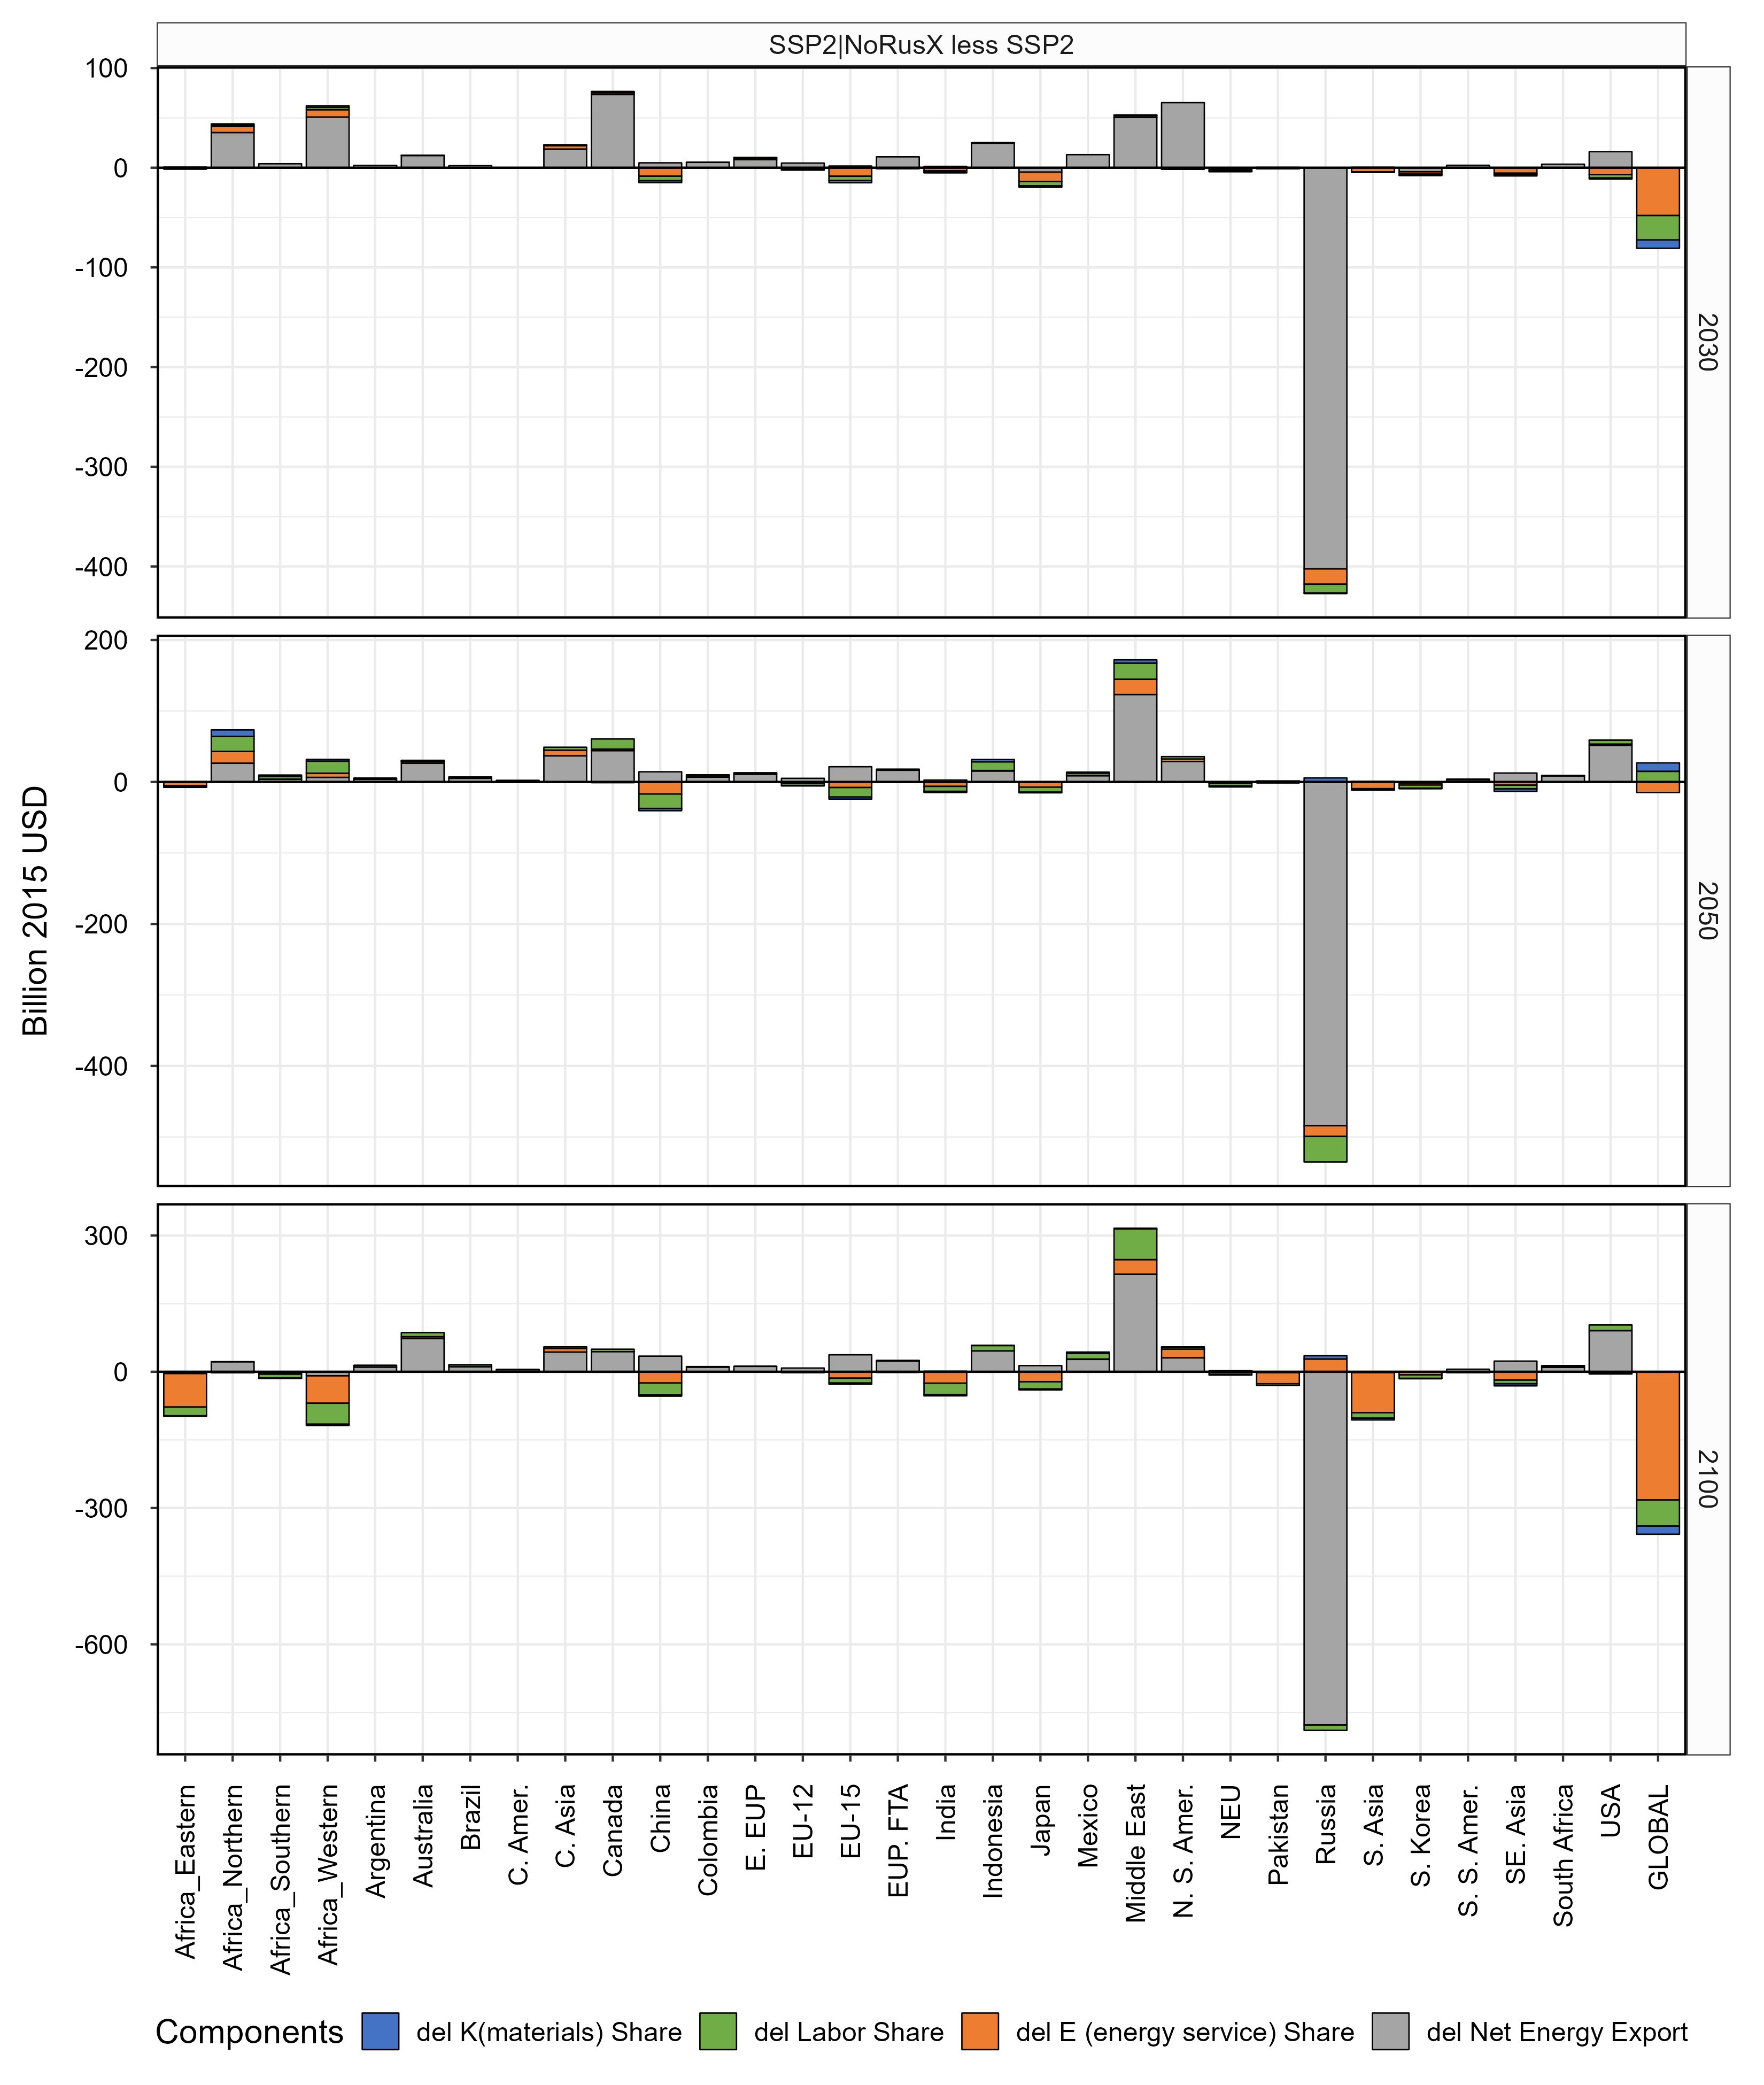 SSP2|NoRusX less SSP2
100
0
-100
-200
-300
-400
2030
200
0
-200
-400
2050
300
0
-300
-600
2100
Billion 2015 USD
Africa_Eastern
Africa_Northern
Africa_Southern
Africa_Western
Argentina
Australia
Brazil
C. Amer.
C. Asia
Canada
China
Colombia
E. EUP
EU-12
EU-15
EUP. FTA
India
Indonesia
Japan
Mexico
Middle East
N. S. Amer.
NEU
Pakistan
Russia
S. Asia
S. Korea
S. S. Amer.
SE. Asia
South Africa
USA
GLOBAL
Components del K(materials) Share del Labor Share del E (energy service) Share del Net Energy Export